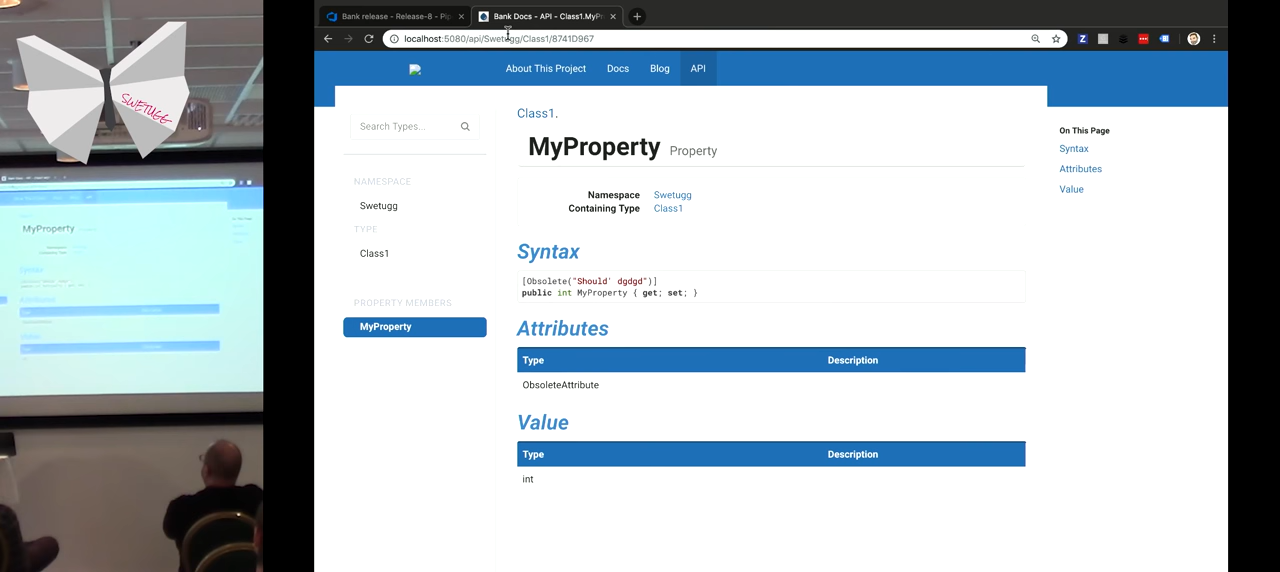 SWETUGG
MyProperty
Bank release - Release-8 - Pip
Bank Docs - API - Class1.MyPr
localhost:5080/api/Swetugg/Class1/8741D967
About This Project Docs Blog API
Search Types...
NAMESPACE
Swetugg
TYPE
Class1
PROPERTY MEMBERS
MyProperty
Class1.
MyProperty Property
Namespace Swetugg
Containing Type Class1
Syntax
[Obsolete("Should' dgdgd")]
public int MyProperty { get; set; }
Attributes
Type Description
ObsoleteAttribute
Value
Type Description
int
On This Page
Syntax
Attributes
Value